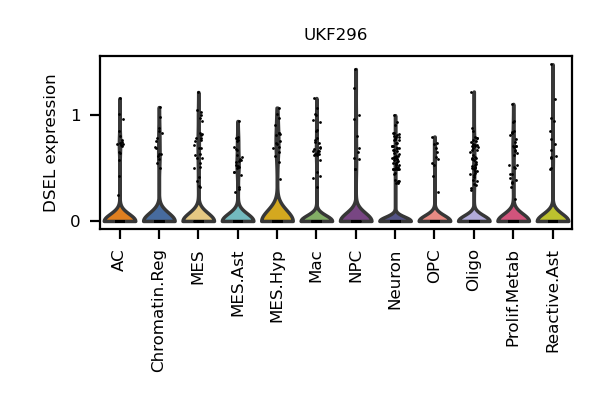 UKF296
DSEL expression
1
0
AC
Chromatin.Reg
MES
MES.Ast
MES.Hyp
Mac
NPC
Neuron
OPC
Oligo
Prolif.Metab
Reactive.Ast